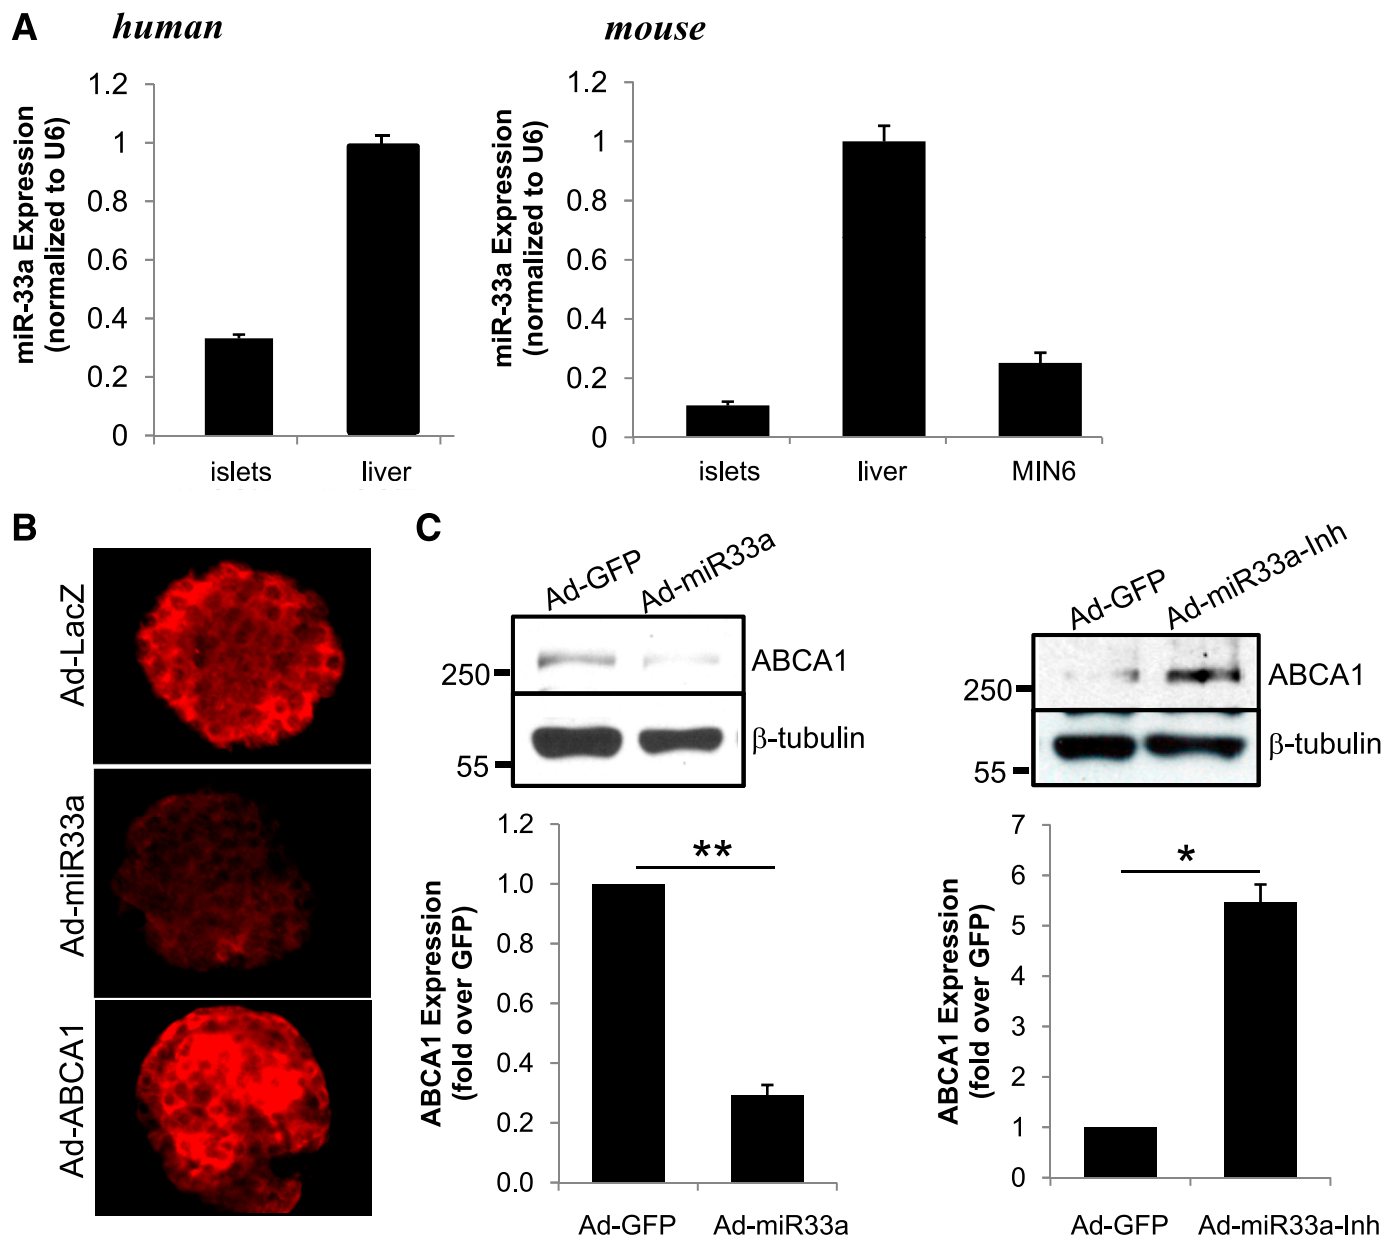 A human mouse
miR-33a Expression
(normalized to U6)
1.2
1
0.8
0.6
0.4
0.2
0
islets liver
miR-33a Expression
(normalized to U6)
1.2
1
0.8
0.6
0.4
0.2
0
islets liver MIN6
B
Ad-LacZ
Ad-miR33a
Ad-ABCA1
C
Ad-GFP Ad-miR33a
250 ABCA1
55 β-tubulin
ABCA1 Expression
(fold over GFP)
1.2
1.0
0.8
0.6
0.4
0.2
0.0
**
Ad-GFP Ad-miR33a
Ad-GFP Ad-miR33a-Inh
250 ABCA1
55 β-tubulin
ABCA1 Expression
(fold over GFP)
7
6
5
4
3
2
1
0
*
Ad-GFP Ad-miR33a-Inh